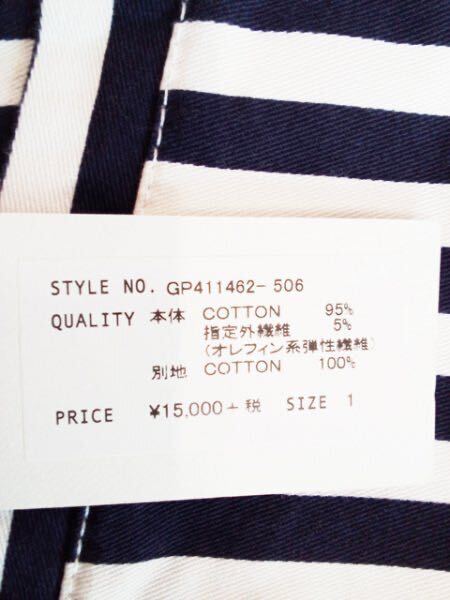 STYLE NO. GP411462-506
QUALITY 本体 COTTON 95%
指定外繊維 5%
(オレフィン系弾性繊維)
別地 COTTON 100%
PRICE ¥15,000+税 SIZE 1